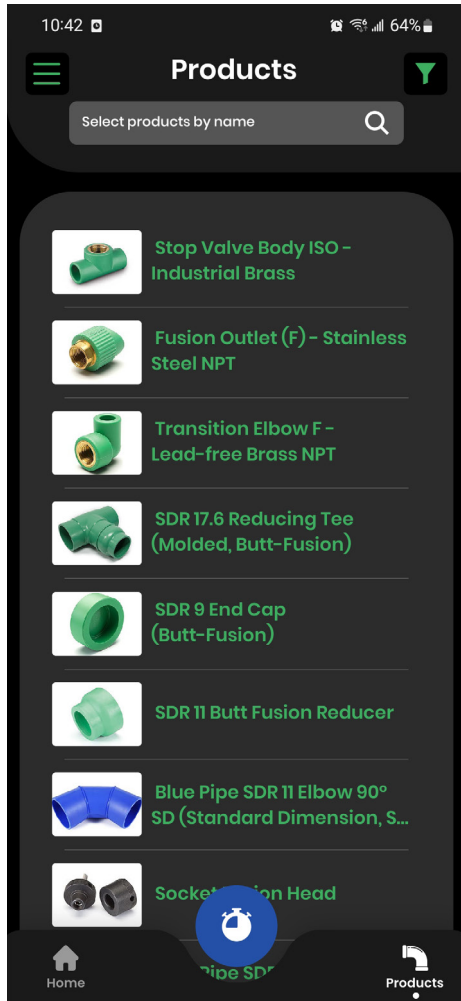 10:42 64%
Products
Select products by name
Stop Valve Body ISO -
Industrial Brass
Fusion Outlet (F) - Stainless
Steel NPT
Transition Elbow F -
Lead-free Brass NPT
SDR 17.6 Reducing Tee
(Molded, Butt-Fusion)
SDR 9 End Cap
(Butt-Fusion)
SDR 11 Butt Fusion Reducer
Blue Pipe SDR 11 Elbow 90°
SD (Standard Dimension, S...
Head
Pipe
Home
Products